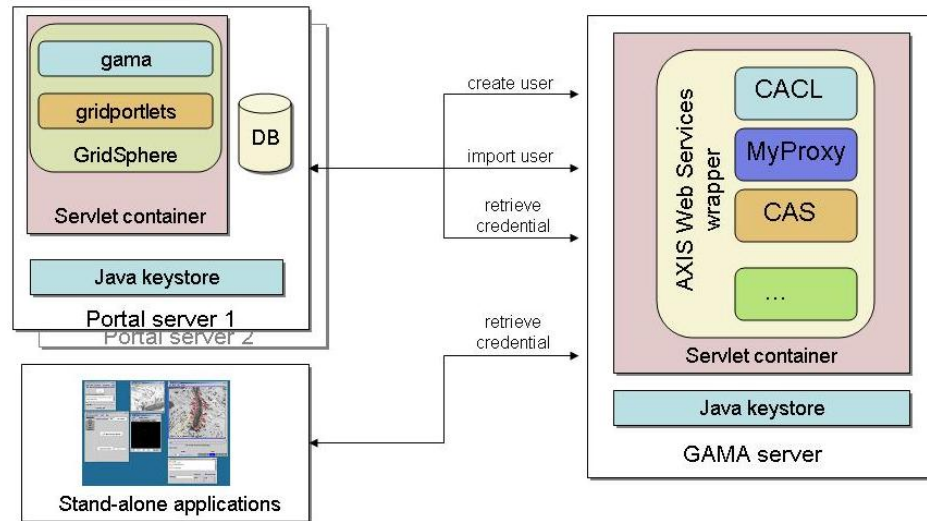 gama
gridportlets
GridSphere
Servlet container
DB
Java keystore
Portal server 1
Portal server 2
Stand-alone applications
create user
import user
retrieve
credential
retrieve
credential
AXIS Web Services
wrapper
CACL
MyProxy
CAS
...
Servlet container
Java keystore
GAMA server